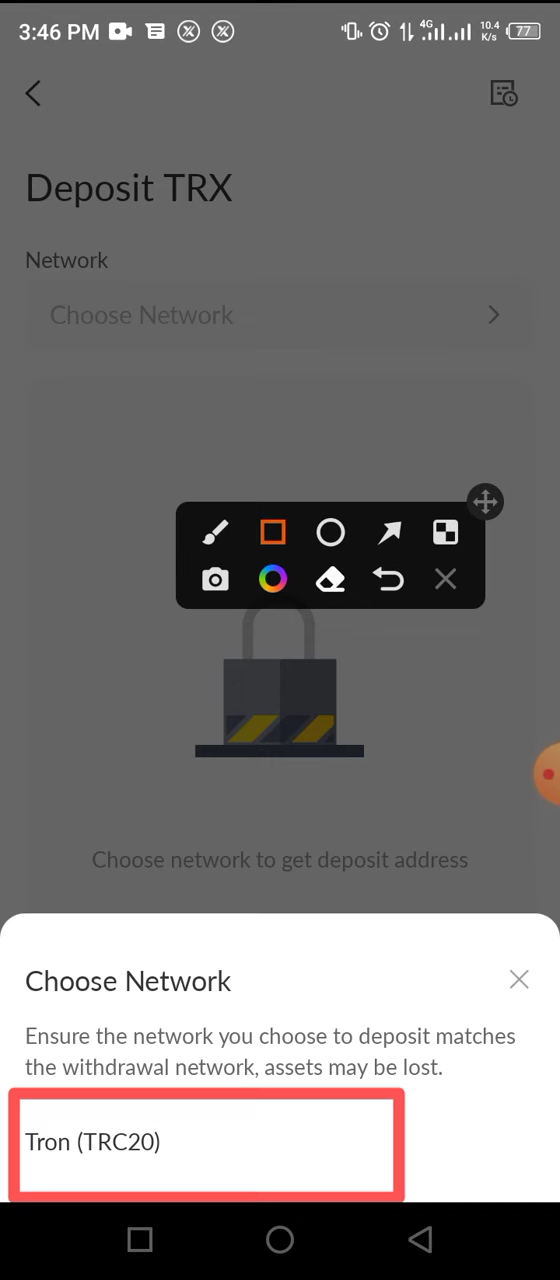 3:46 PM 4G 10.4 K/s 77
Deposit TRX
Network
Choose Network
Choose network to get deposit address
Choose Network
Ensure the network you choose to deposit matches
the withdrawal network, assets may be lost.
Tron (TRC20)